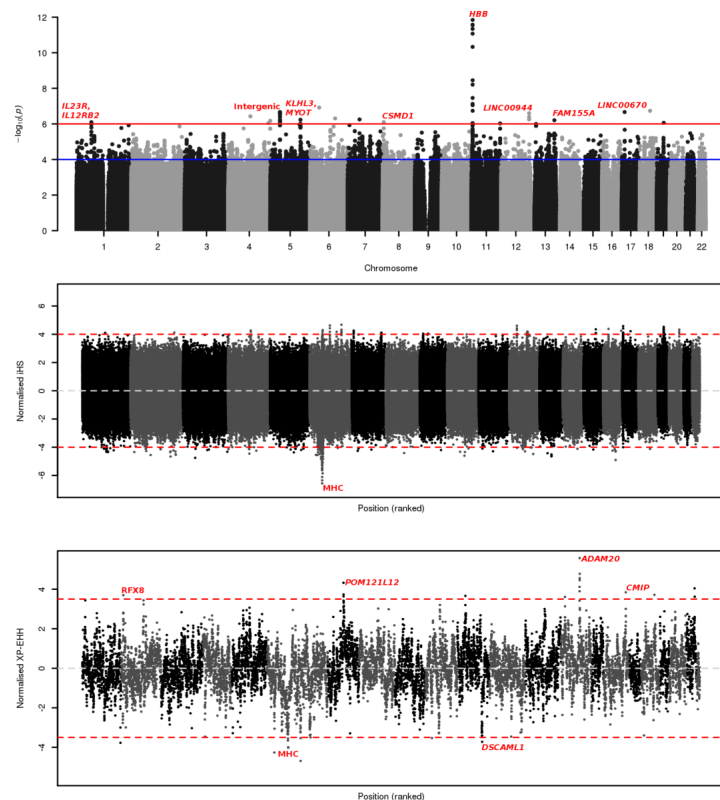 HBB
12
10
8
6
4
2
0
−log10(p)
IL23R,
IL12RB2
Intergenic
KLHL3,
MYOT
CSMD1
LINC00944
FAM155A
LINC00670
1 2 3 4 5 6 7 8 9 10 11 12 13 14 15 16 17 18 20 22
Chromosome
6
4
2
0
-2
-4
-6
Normalised iHS
MHC
Position (ranked)
4
2
0
-2
-4
Normalised XP-EHH
RFX8
POM121L12
ADAM20
CMIP
MHC
DSCAML1
Position (ranked)